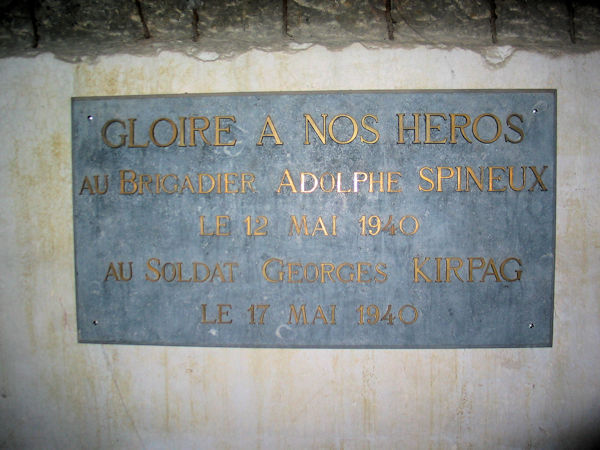 GLOIRE A NOS HEROS
AU BRIGADIER ADOLPHE SPINEUX
LE 12 MAI 1940
AU SOLDAT GEORGES KIRPAG
LE 17 MAI 1940